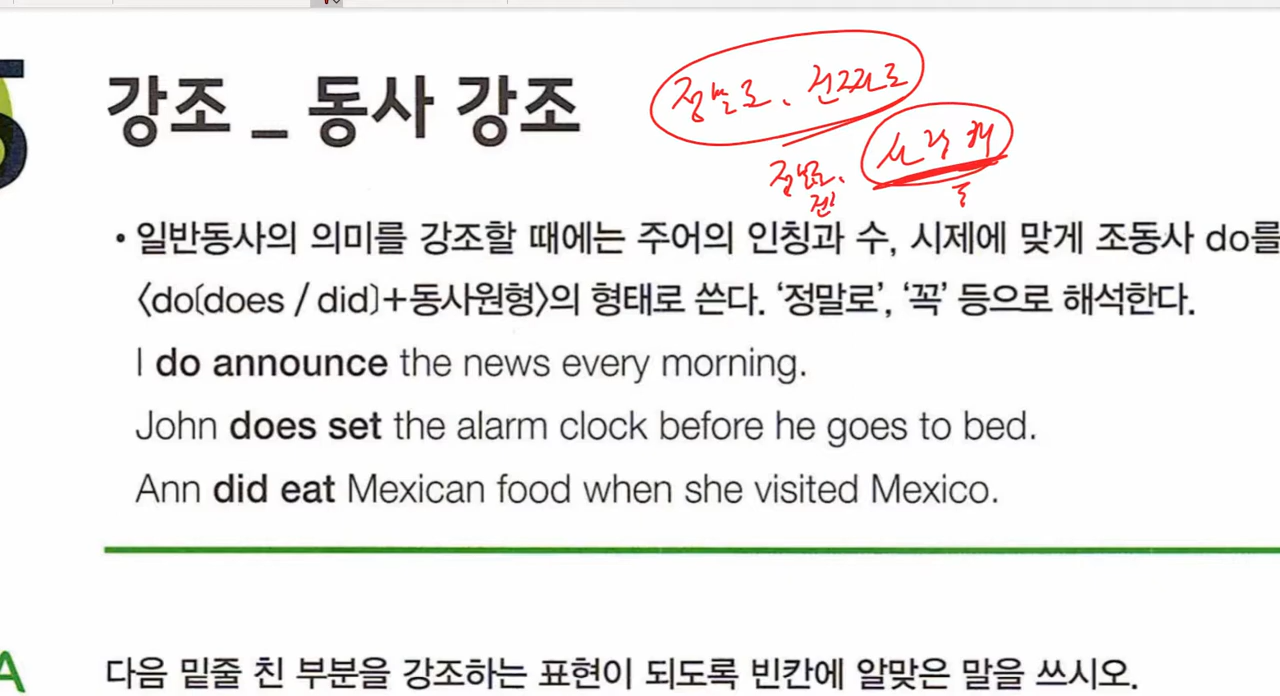 강조 _ 동사 강조
정말로,
정말로,
• 일반동사의 의미를 강조할 때에는 주어의 인칭과 수, 시제에 맞게 조동사 do를
〈do(does / did)+동사원형〉의 형태로 쓴다. ‘정말로’, ‘꼭’ 등으로 해석한다.
I do announce the news every morning.
John does set the alarm clock before he goes to bed.
Ann did eat Mexican food when she visited Mexico.
A 다음 밑줄 친 부분을 강조하는 표현이 되도록 빈칸에 알맞은 말을 쓰시오.